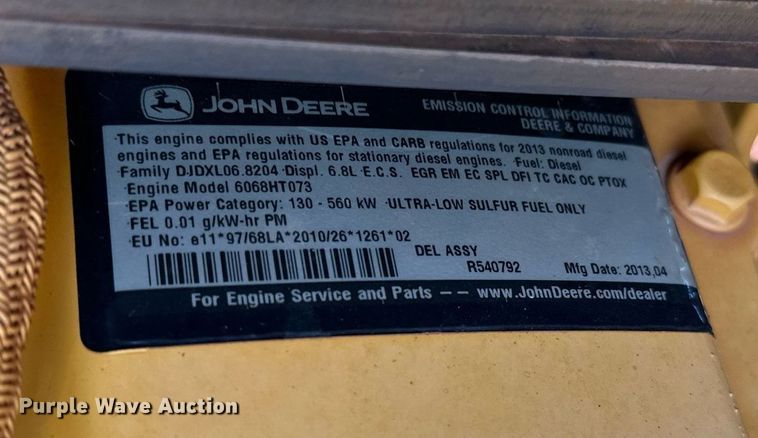 JOHN DEERE
EMISSION CONTROL INFORMATION
DEERE & COMPANY
This engine complies with US EPA and CARB regulations for 2013 nonroad diesel
engines and EPA regulations for stationary diesel engines. Fuel: Diesel
Family DJDXL06.8204 Displ. 6.8L E.C.S. EGR EM EC SPL DFI TC CAC OC PTOX
Engine Model 6068HT073
EPA Power Category: 130 - 560 kW ULTRA-LOW SULFUR FUEL ONLY
FEL 0.01 g/kW-hr PM
EU No: e11*97/68LA*2010/26*1261*02
DEL ASSY
R540792 Mfg Date: 2013.04
For Engine Service and Parts -- www.JohnDeere.com/dealer
Purple Wave Auction